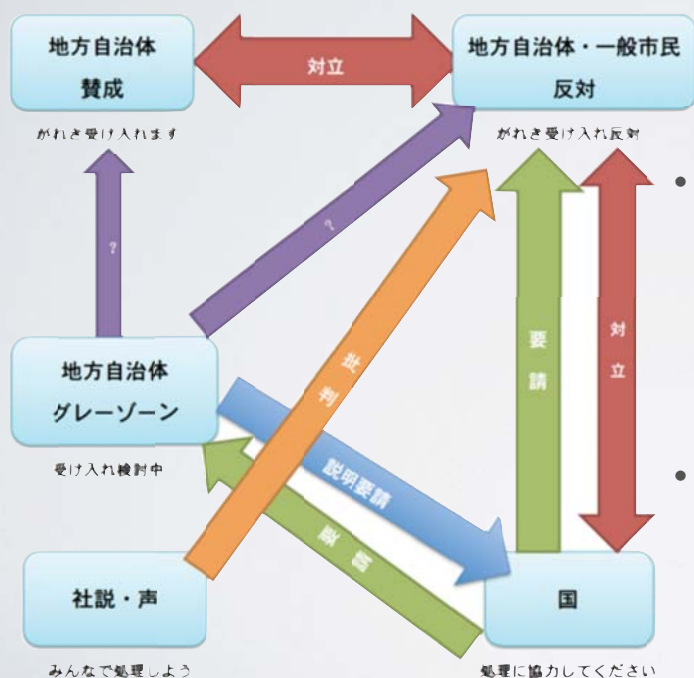 地方自治体
賛成
がれき受け入れます
対立
地方自治体・一般市民
反対
がれき受け入れ反対
?
?
批判
要請
対立
地方自治体
グレーゾーン
受け入れ検討中
説明要請
社説・声
みんなで処理しよう
国
処理に協力してください